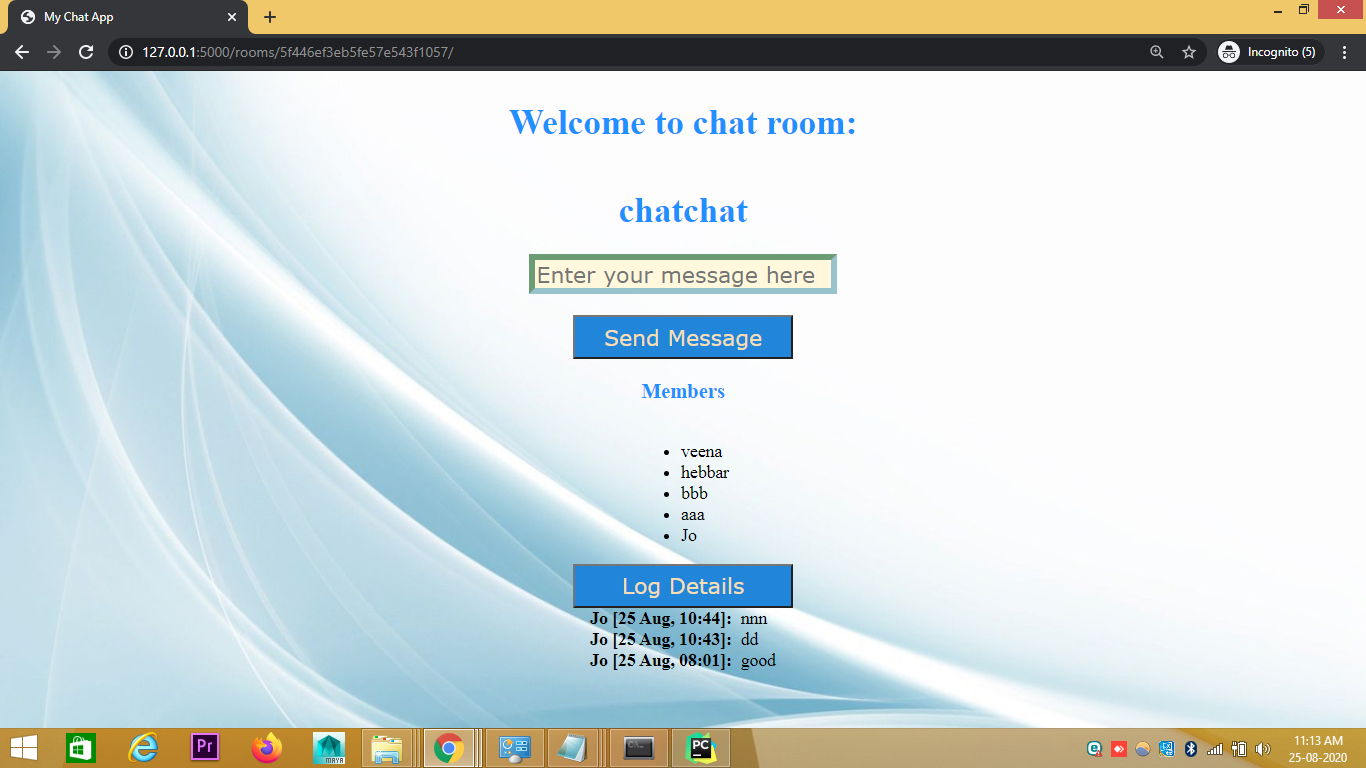 My Chat App
127.0.0.1:5000/rooms/5f446ef3eb5fe57e543f1057/
Incognito (5)
Welcome to chat room:
chatchat
Enter your message here
Send Message
Members
veena
hebbar
bbb
aaa
Jo
Log Details
Jo [25 Aug, 10:44]: nnn
Jo [25 Aug, 10:43]: dd
Jo [25 Aug, 08:01]: good
Pr
MAYA
PC
11:13 AM
25-08-2020